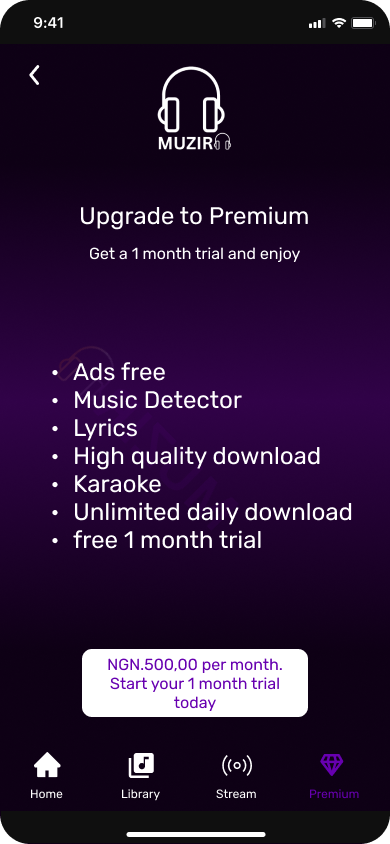 9:41
MUZIR
Upgrade to Premium
Get a 1 month trial and enjoy
• Ads free
• Music Detector
• Lyrics
• High quality download
• Karaoke
• Unlimited daily download
• free 1 month trial
NGN.500,00 per month.
Start your 1 month trial
today
Home
Library
Stream
Premium